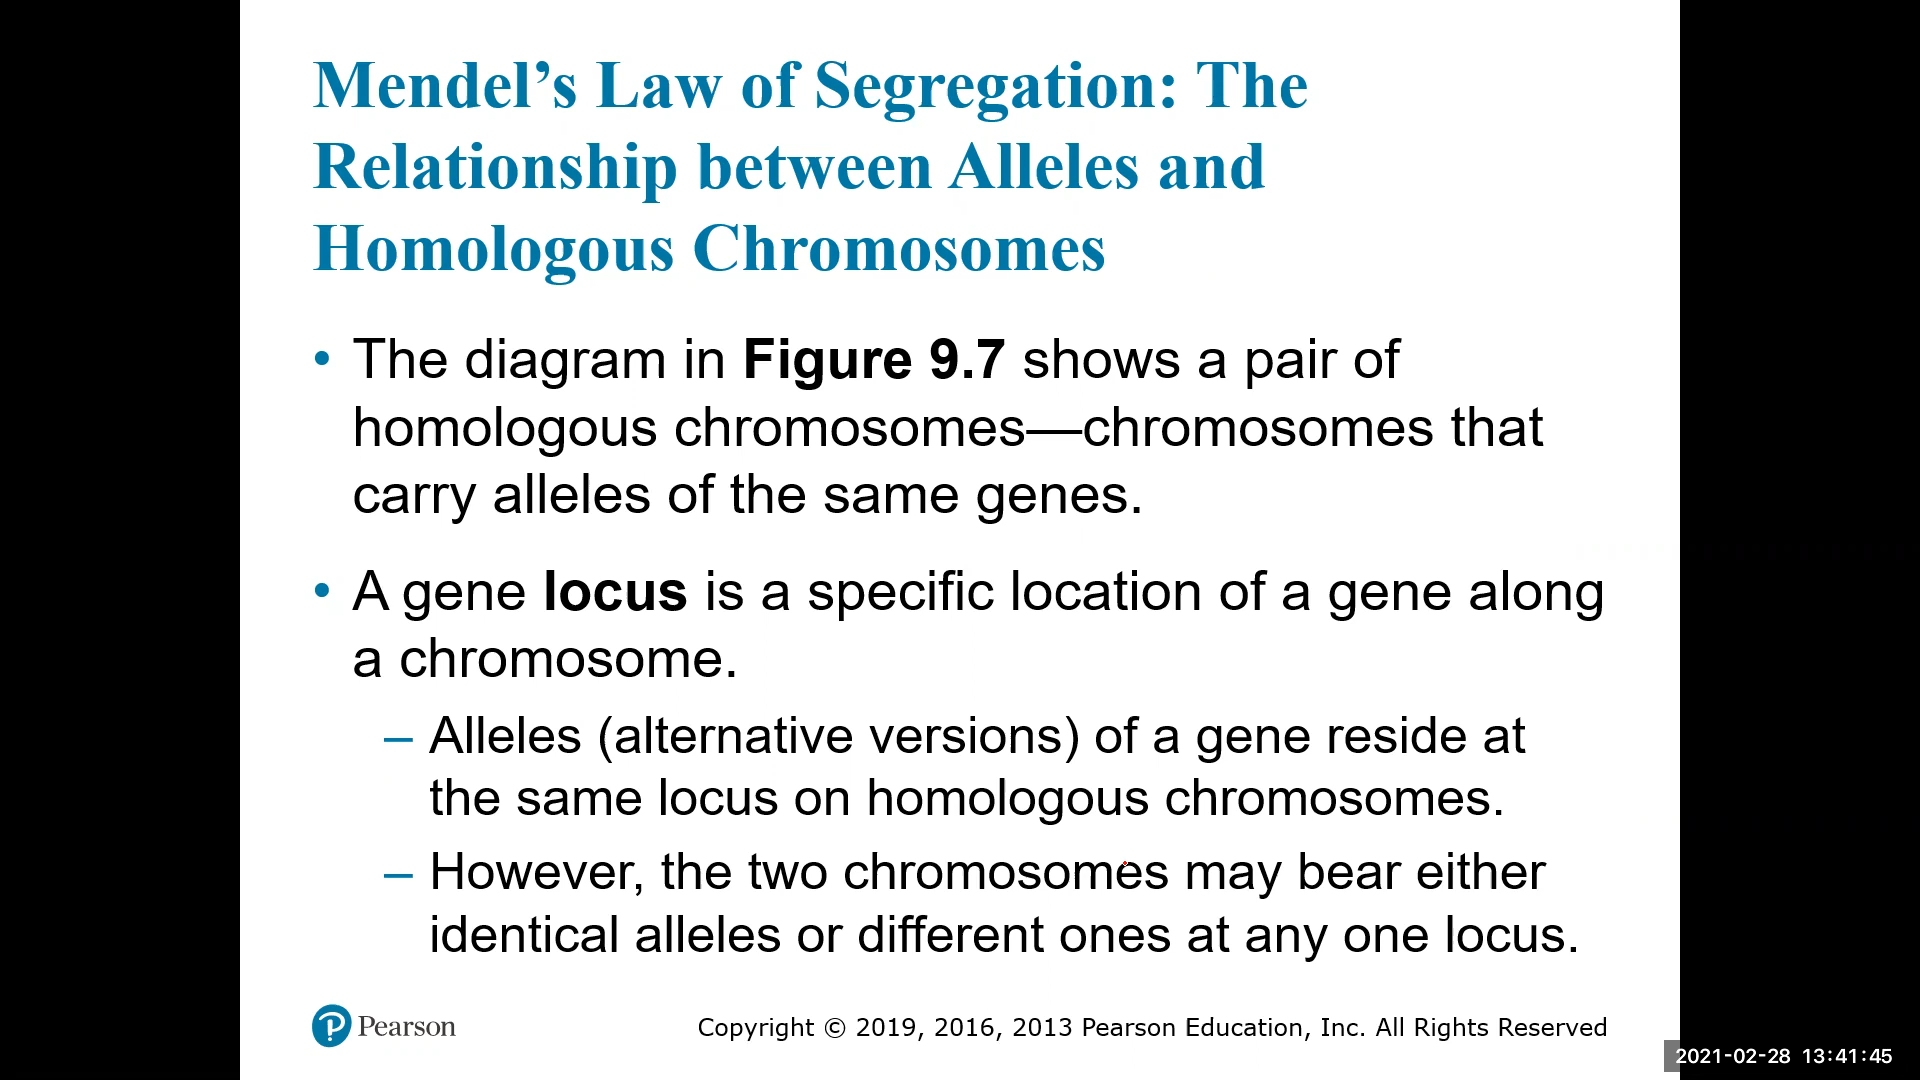 Mendel’s Law of Segregation: The
Relationship between Alleles and
Homologous Chromosomes
• The diagram in Figure 9.7 shows a pair of
homologous chromosomes—chromosomes that
carry alleles of the same genes.
• A gene locus is a specific location of a gene along
a chromosome.
– Alleles (alternative versions) of a gene reside at
the same locus on homologous chromosomes.
– However, the two chromosomes may bear either
identical alleles or different ones at any one locus.
Pearson
Copyright © 2019, 2016, 2013 Pearson Education, Inc. All Rights Reserved
2021-02-28 13:41:45